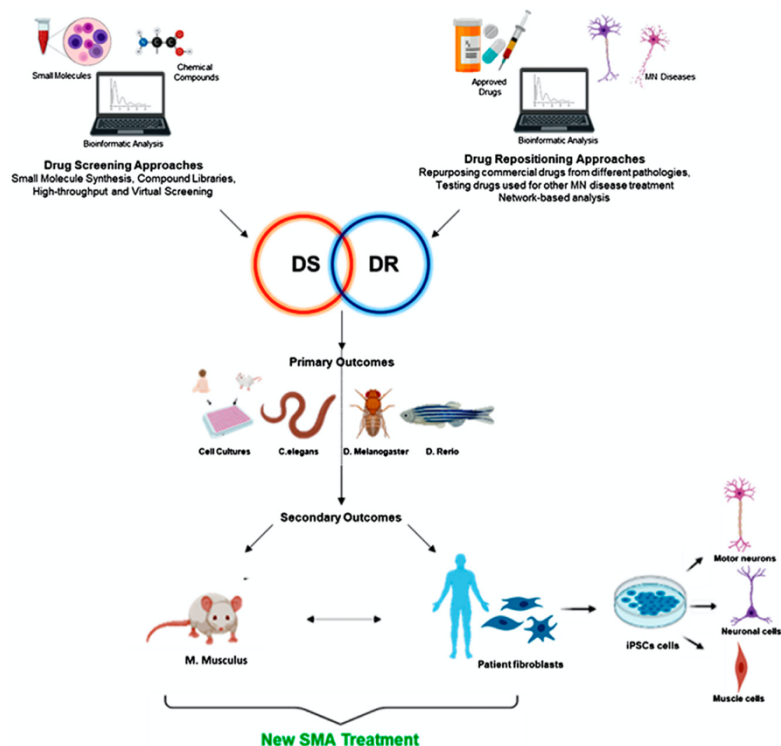 Small Molecules
Chemical
Compounds
Bioinformatic Analysis
Drug Screening Approaches
Small Molecule Synthesis, Compound Libraries,
High-throughput and Virtual Screening
Approved
Drugs
MN Diseases
Bioinformatic Analysis
Drug Repositioning Approaches
Repurposing commercial drugs from different pathologies,
Testing drugs used for other MN disease treatment
Network-based analysis
DS
DR
Primary Outcomes
Cell Cultures
C.elegans
D. Melanogaster
D. Rerio
Secondary Outcomes
M. Musculus
Patient fibroblasts
iPSCs cells
Motor neurons
Neuronal cells
Muscle cells
New SMA Treatment